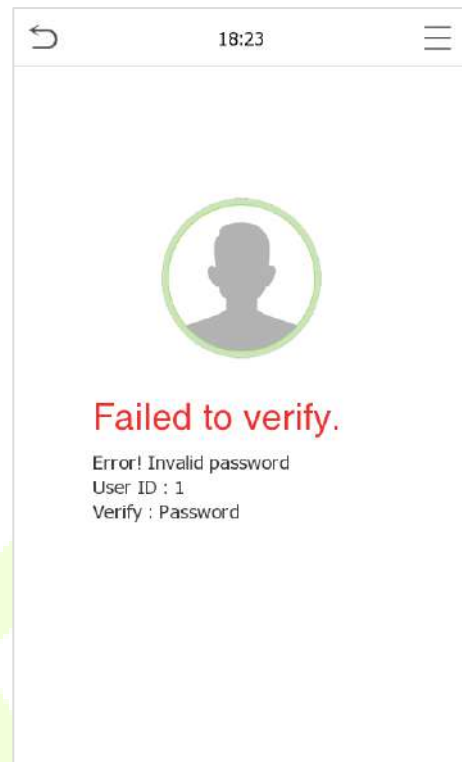 18:23
Failed to verify.
Error! Invalid password
User ID : 1
Verify : Password